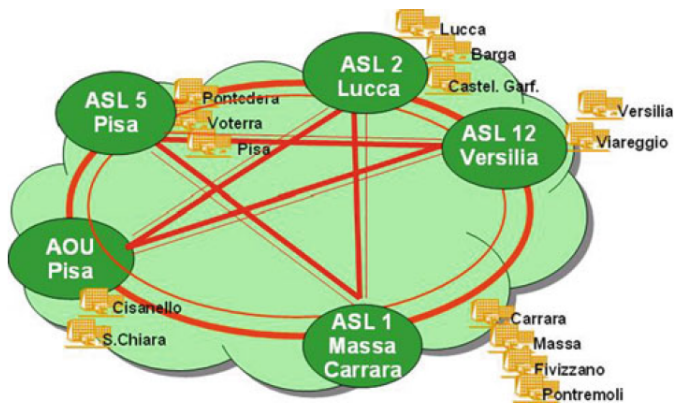 Lucca
Barga
Castel. Garf.
ASL 2
Lucca
ASL 5
Pisa
Pontedera
Voterra
Pisa
ASL 12
Versilia
Versilia
Viareggio
AOU
Pisa
Cisanello
S.Chiara
ASL 1
Massa
Carrara
Carrara
Massa
Fivizzano
Pontremoli